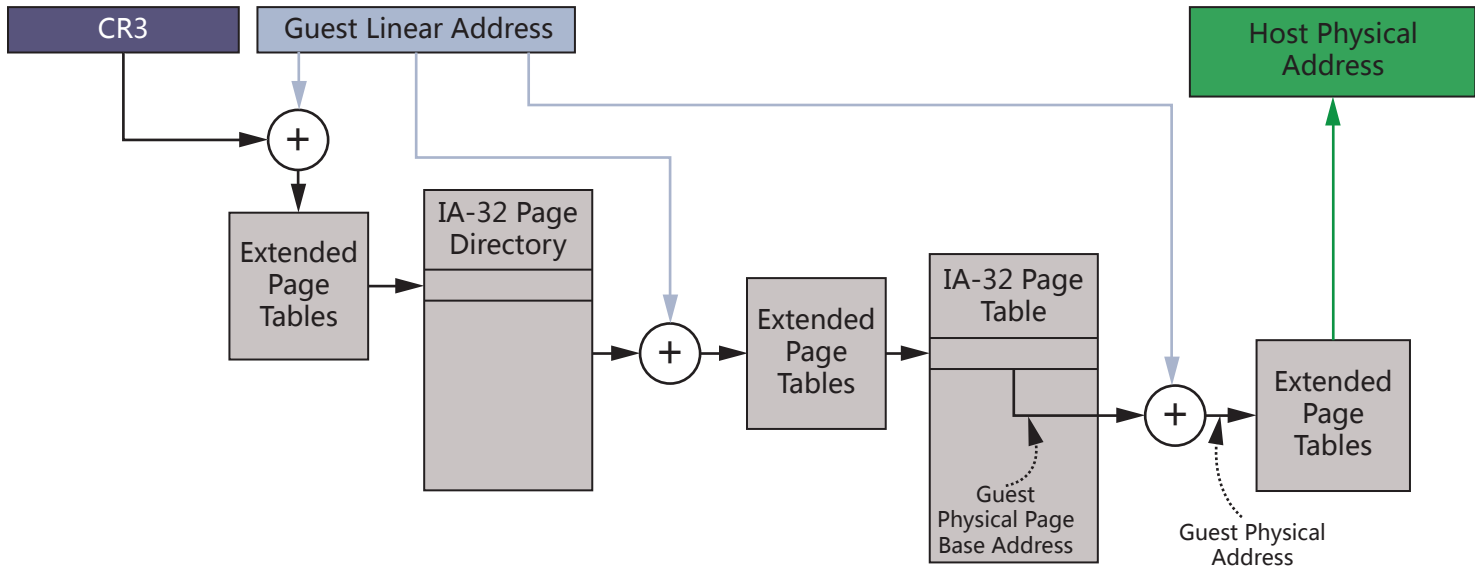 CR3
Guest Linear Address
Host Physical
Address
+
Extended
Page
Tables
IA-32 Page
Directory
+
Extended
Page
Tables
IA-32 Page
Table
Guest
Physical Page
Base Address
+
Guest Physical
Address
Extended
Page
Tables